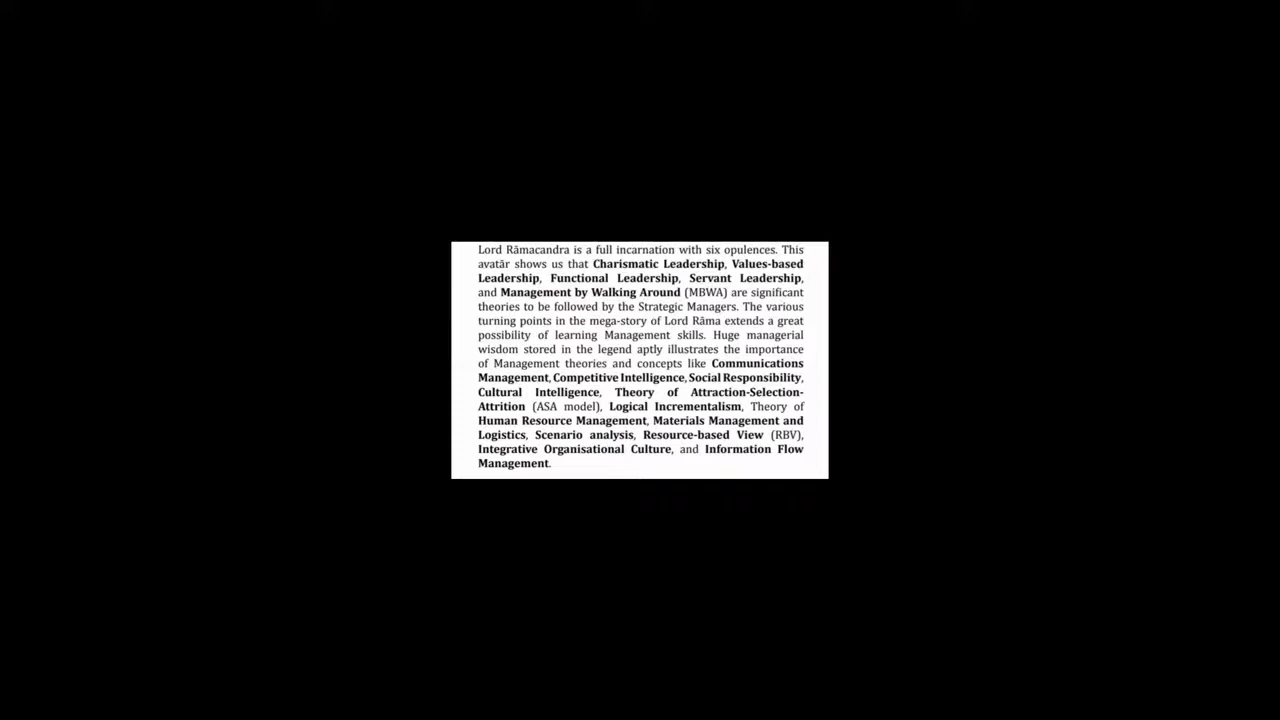 Lord Rāmacandra is a full incarnation with six opulences. This
avatār shows us that Charismatic Leadership, Values-based
Leadership, Functional Leadership, Servant Leadership,
and Management by Walking Around (MBWA) are significant
theories to be followed by the Strategic Managers. The various
turning points in the mega-story of Lord Rāma extends a great
possibility of learning Management skills. Huge managerial
wisdom stored in the legend aptly illustrates the importance
of Management theories and concepts like Communications
Management, Competitive Intelligence, Social Responsibility,
Cultural Intelligence, Theory of Attraction-Selection-
Attrition (ASA model), Logical Incrementalism, Theory of
Human Resource Management, Materials Management and
Logistics, Scenario analysis, Resource-based View (RBV),
Integrative Organisational Culture, and Information Flow
Management.